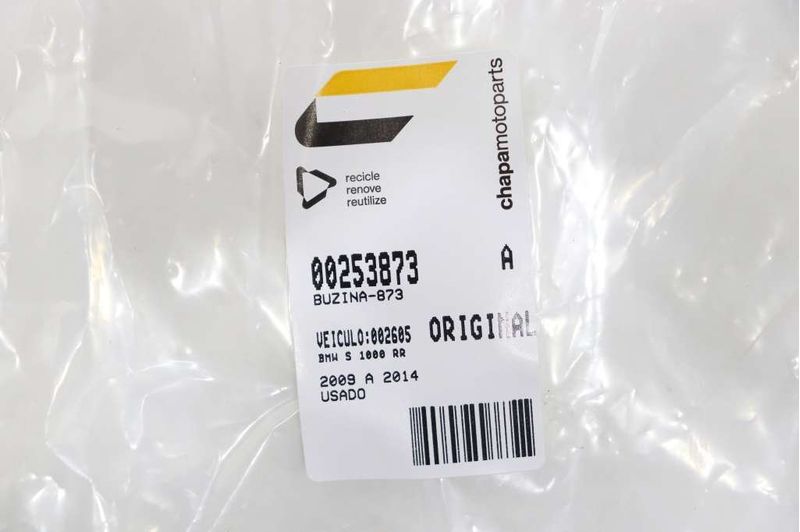 chapamotoparts
recicle
renove
reutilize
00253873
A
BUZINA-873
VEICULO:002605
ORIGINAL
BMW S 1000 RR
2009 A 2014
USADO